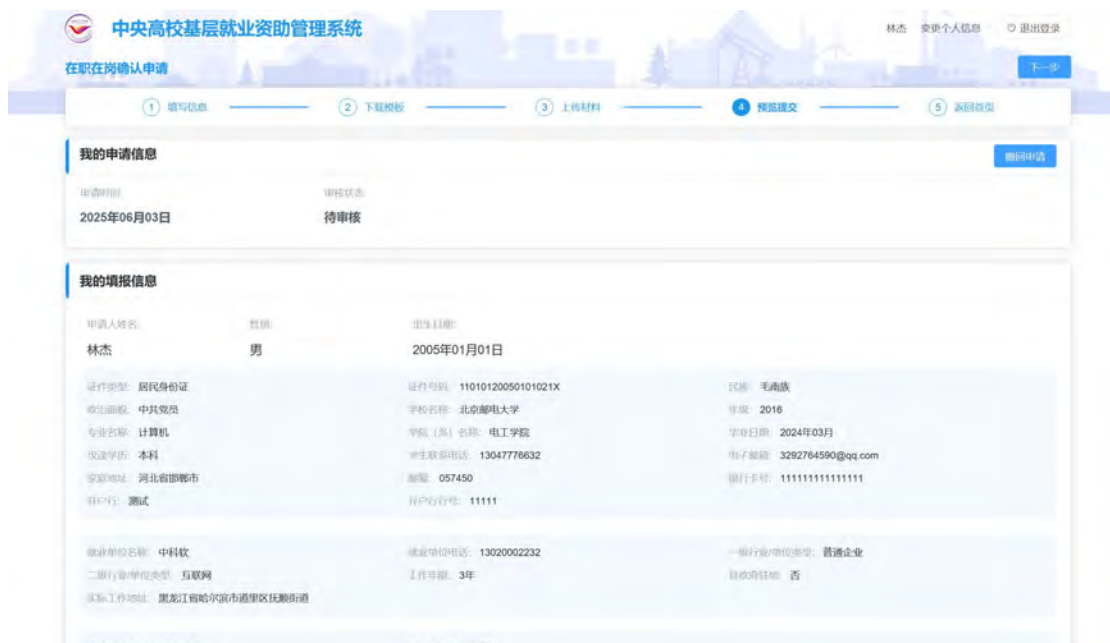 中央高校基层就业资助管理系统
林杰 变更个人信息 退出登录
在职在岗确认申请
下一步
1 填写信息 2 下载模板 3 上传材料 4 预览提交 5 返回首页
我的申请信息
撤回申请
申请时间: 审核状态:
2025年06月03日 待审核
我的填报信息
申请人姓名: 性别: 出生日期:
林杰 男 2005年01月01日
证件类型: 居民身份证 证件号码: 11010120050101021X 民族: 毛南族
政治面貌: 中共党员 学校名称: 北京邮电大学 年级: 2016
专业名称: 计算机 学院（系）名称: 电工学院 毕业日期: 2024年03月
攻读学历: 本科 学生联系电话: 13047776632 电子邮箱: 3292764590@qq.com
家庭地址: 河北省邯郸市 邮编: 057450 银行卡号: 111111111111111
开户行: 测试 开户行行号: 11111
就业单位名称: 中科软 就业单位电话: 13020002232 一级行业/单位类型: 普通企业
二级行业/单位类型: 互联网 工作年限: 3年 县政府驻地: 否
实际工作地址: 黑龙江省哈尔滨市道里区抚顺街道